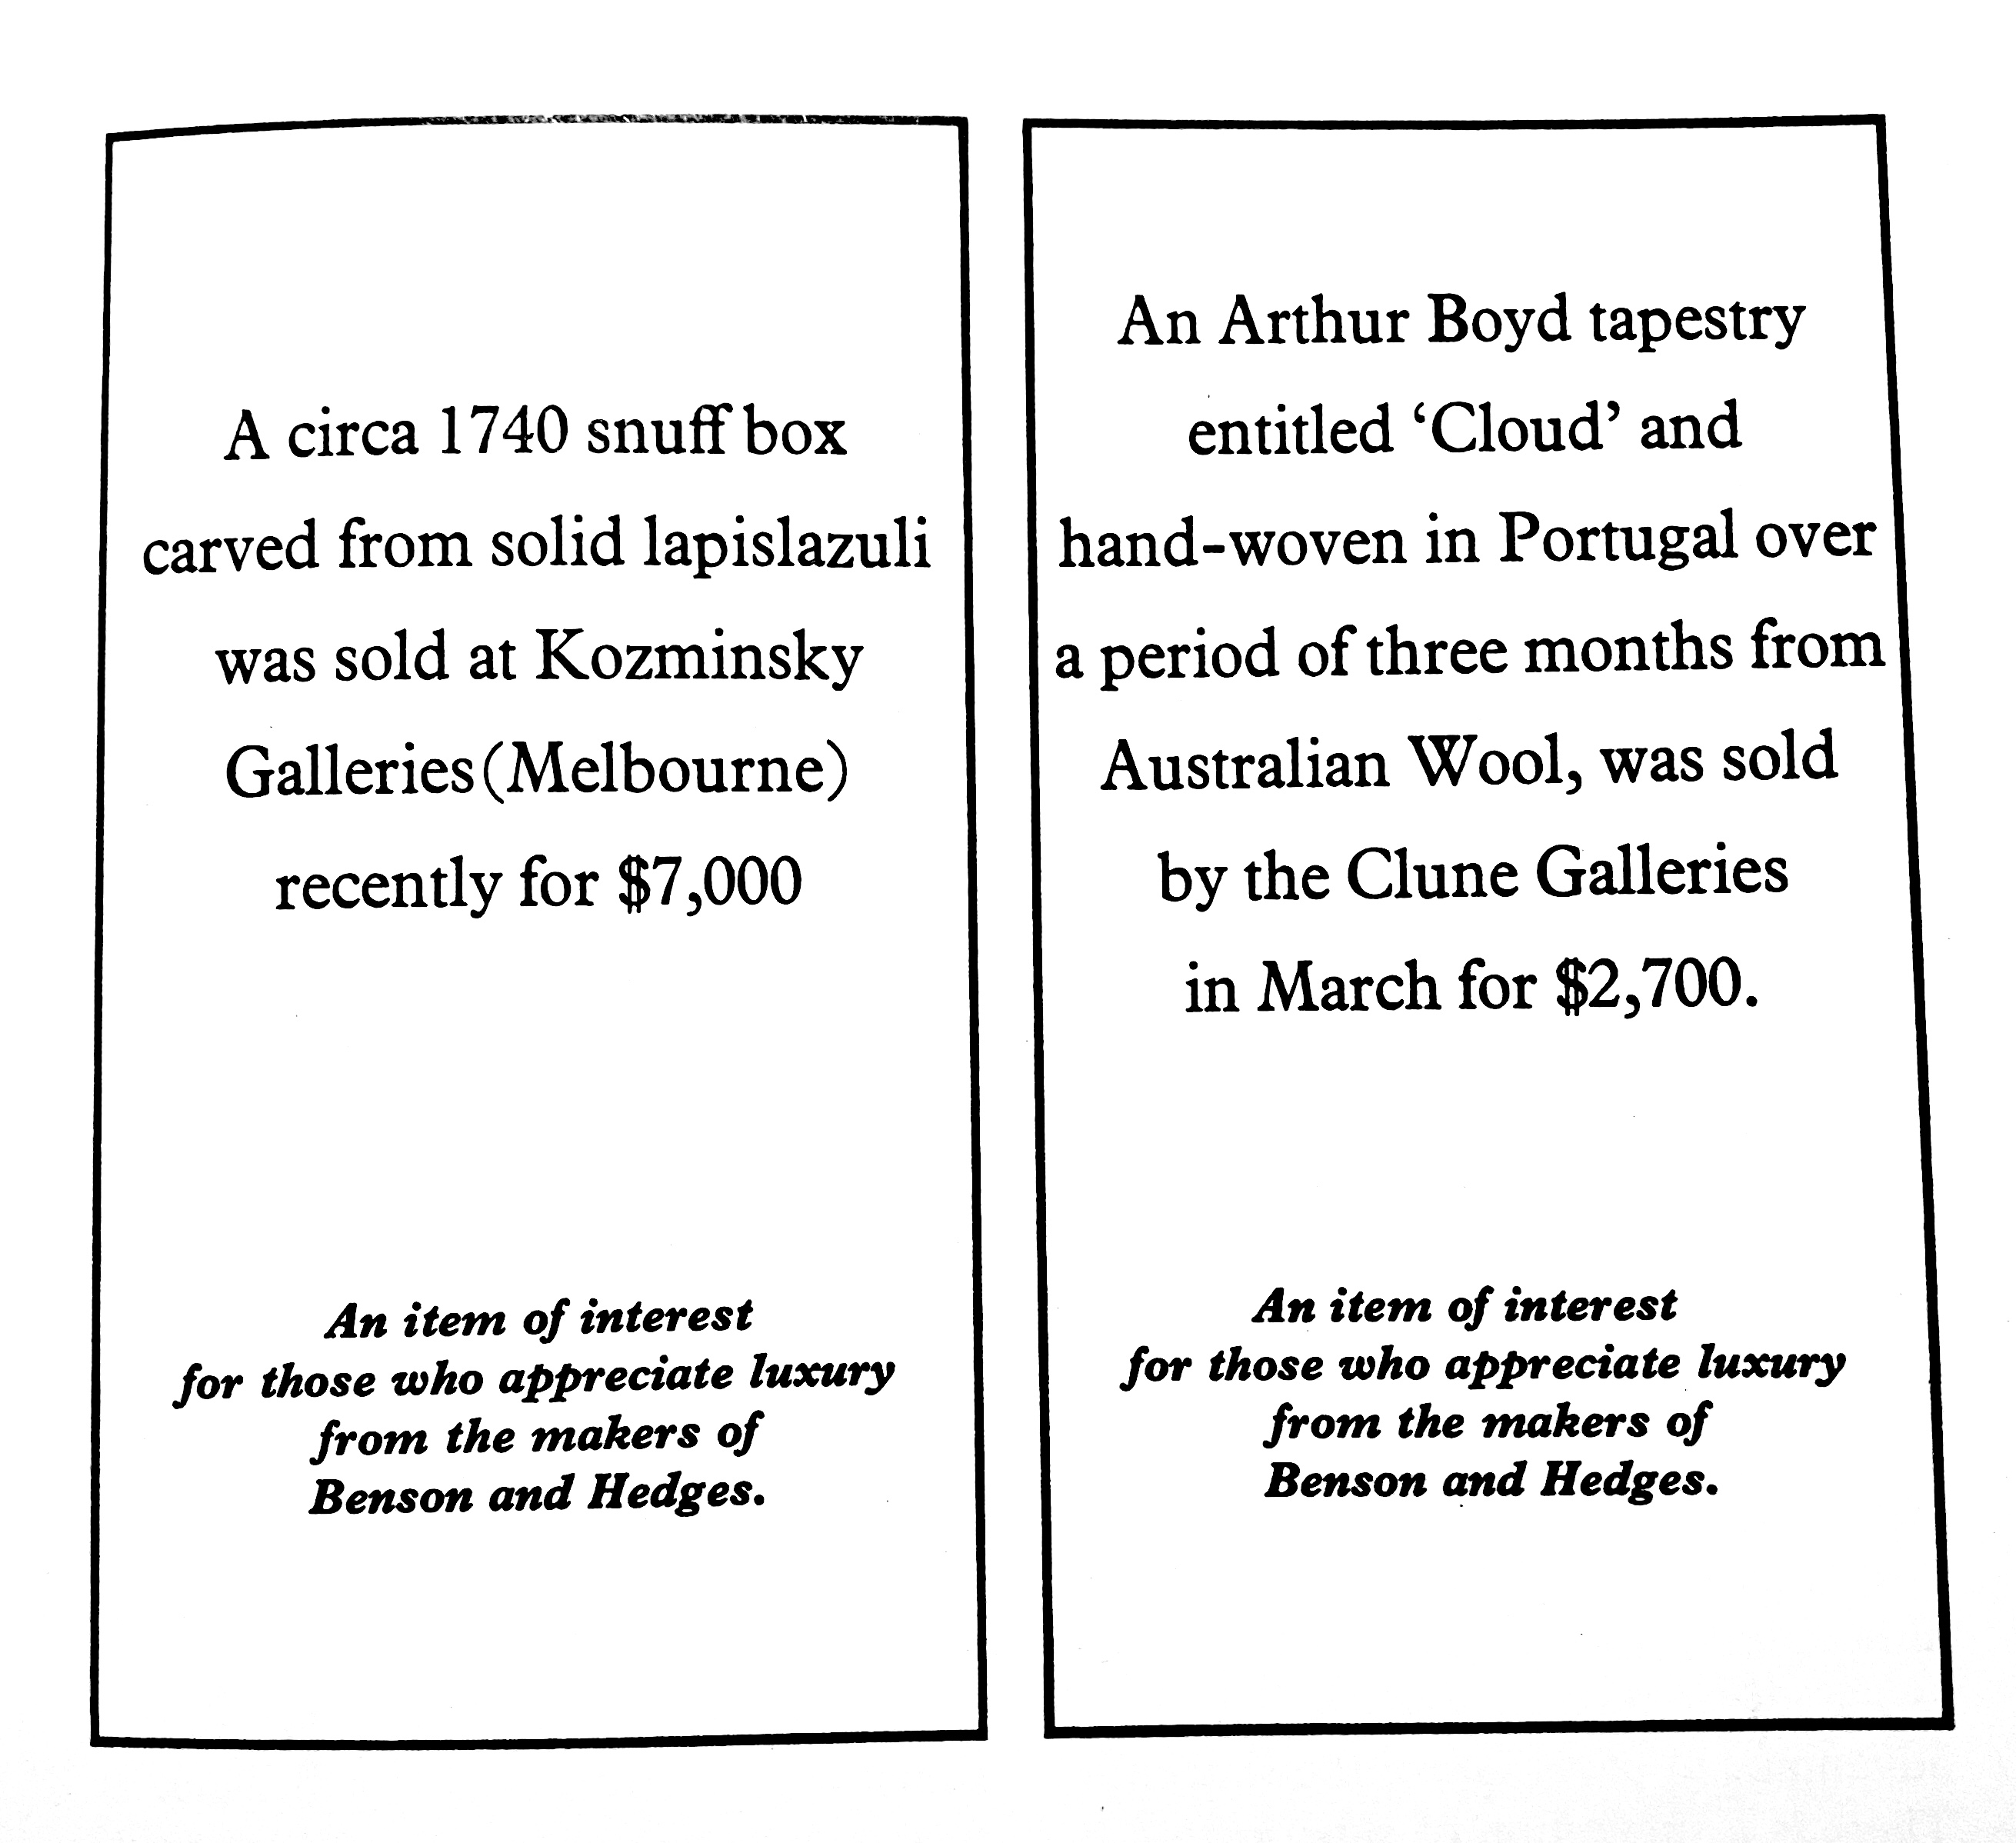 A circa 1740 snuff box
carved from solid lapislazuli
was sold at Kozminsky
Galleries (Melbourne)
recently for $7,000
An item of interest
for those who appreciate luxury
from the makers of
Benson and Hedges.
An Arthur Boyd tapestry
entitled ‘Cloud’ and
hand-woven in Portugal over
a period of three months from
Australian Wool, was sold
by the Clune Galleries
in March for $2,700.
An item of interest
for those who appreciate luxury
from the makers of
Benson and Hedges.